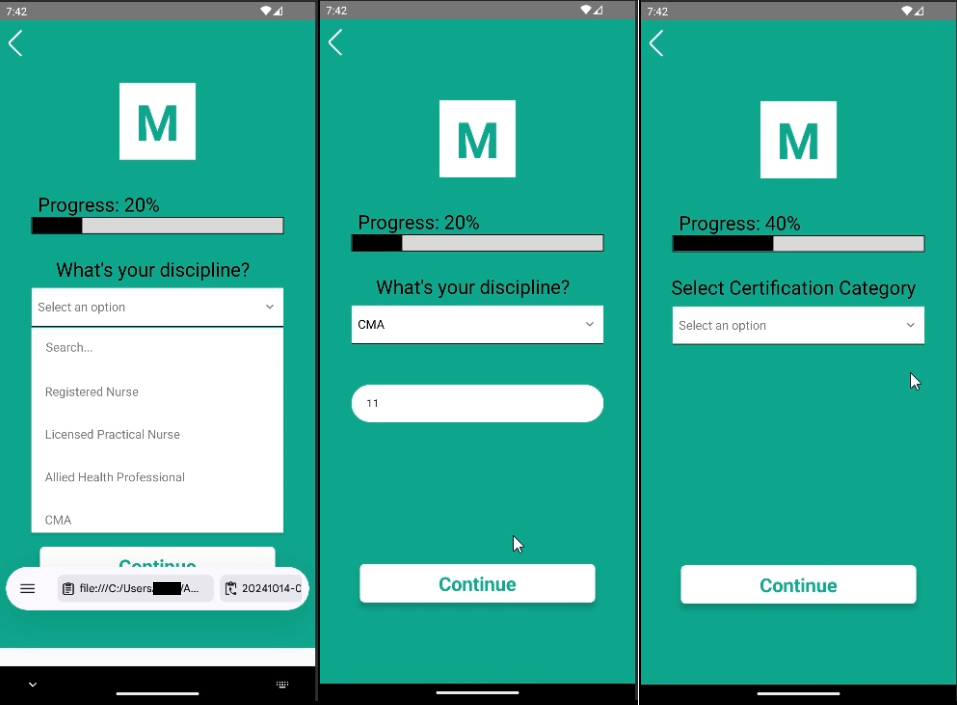 7:42
M
Progress: 20%
What's your discipline?
Select an option
Search...
Registered Nurse
Licensed Practical Nurse
Allied Health Professional
CMA
Continue
file:///C:/Users/ /A... 20241014-C
7:42
M
Progress: 20%
What's your discipline?
CMA
11
Continue
7:42
M
Progress: 40%
Select Certification Category
Select an option
Continue